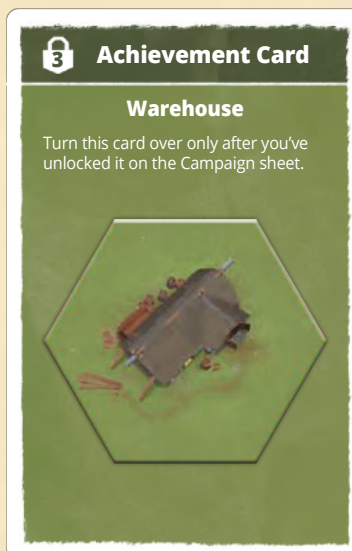 3
Achievement Card
Warehouse
Turn this card over only after you've
unlocked it on the Campaign sheet.